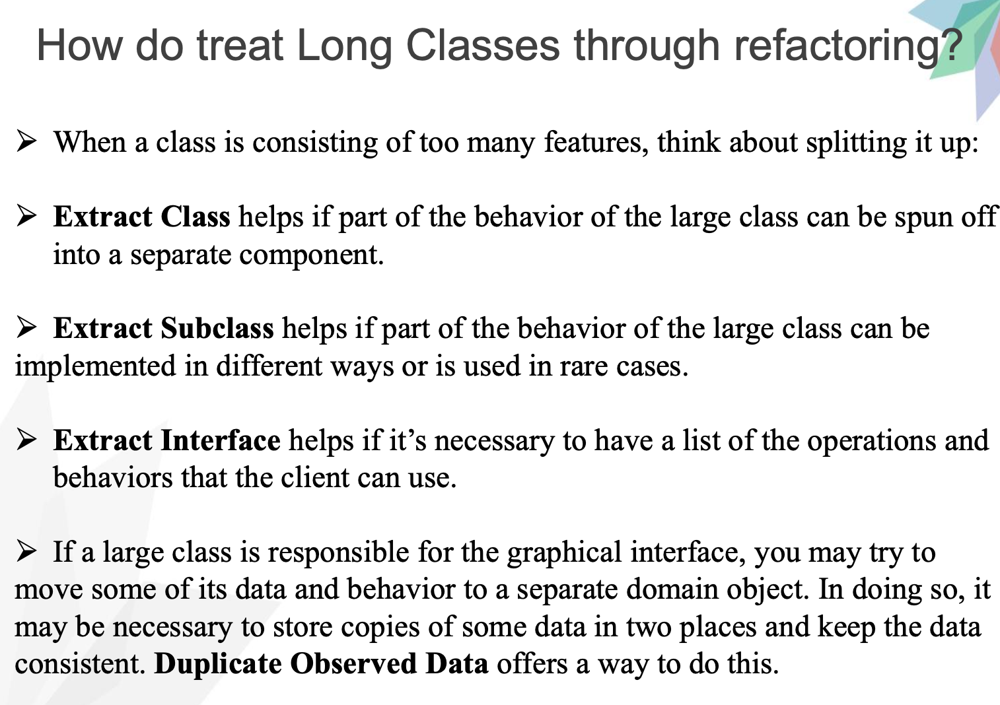 How do treat Long Classes through refactoring?
➢ When a class is consisting of too many features, think about splitting it up:
➢ Extract Class helps if part of the behavior of the large class can be spun off
into a separate component.
➢ Extract Subclass helps if part of the behavior of the large class can be
implemented in different ways or is used in rare cases.
➢ Extract Interface helps if it’s necessary to have a list of the operations and
behaviors that the client can use.
➢ If a large class is responsible for the graphical interface, you may try to
move some of its data and behavior to a separate domain object. In doing so, it
may be necessary to store copies of some data in two places and keep the data
consistent. Duplicate Observed Data offers a way to do this.